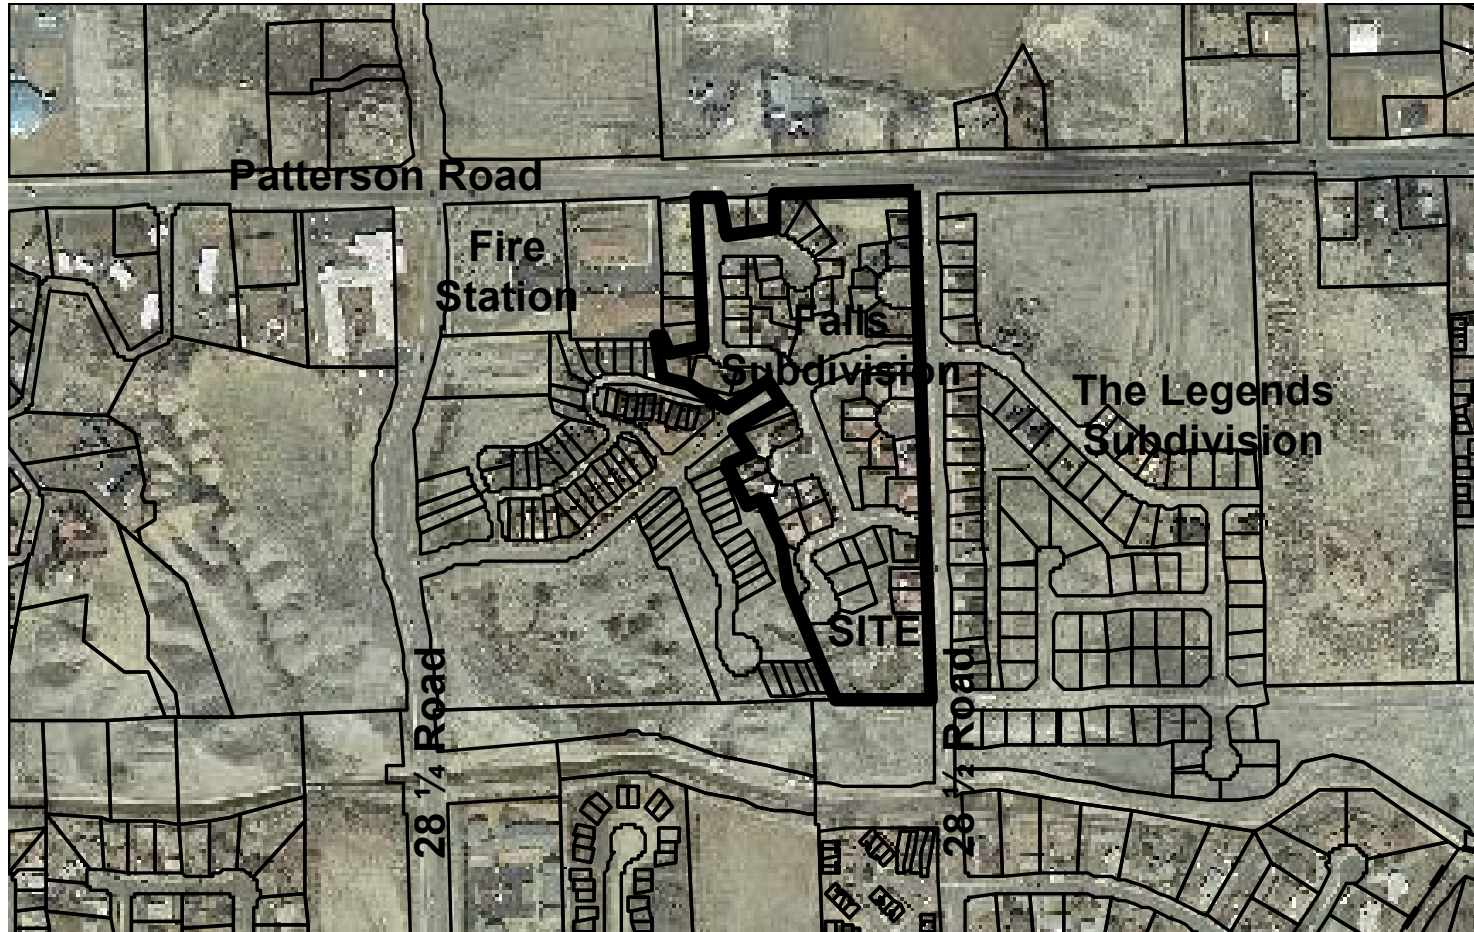 Patterson Road
Fire
Station
Falls
Subdivision
The Legends
Subdivision
SITE
28 ¼ Road
28 ½ Road